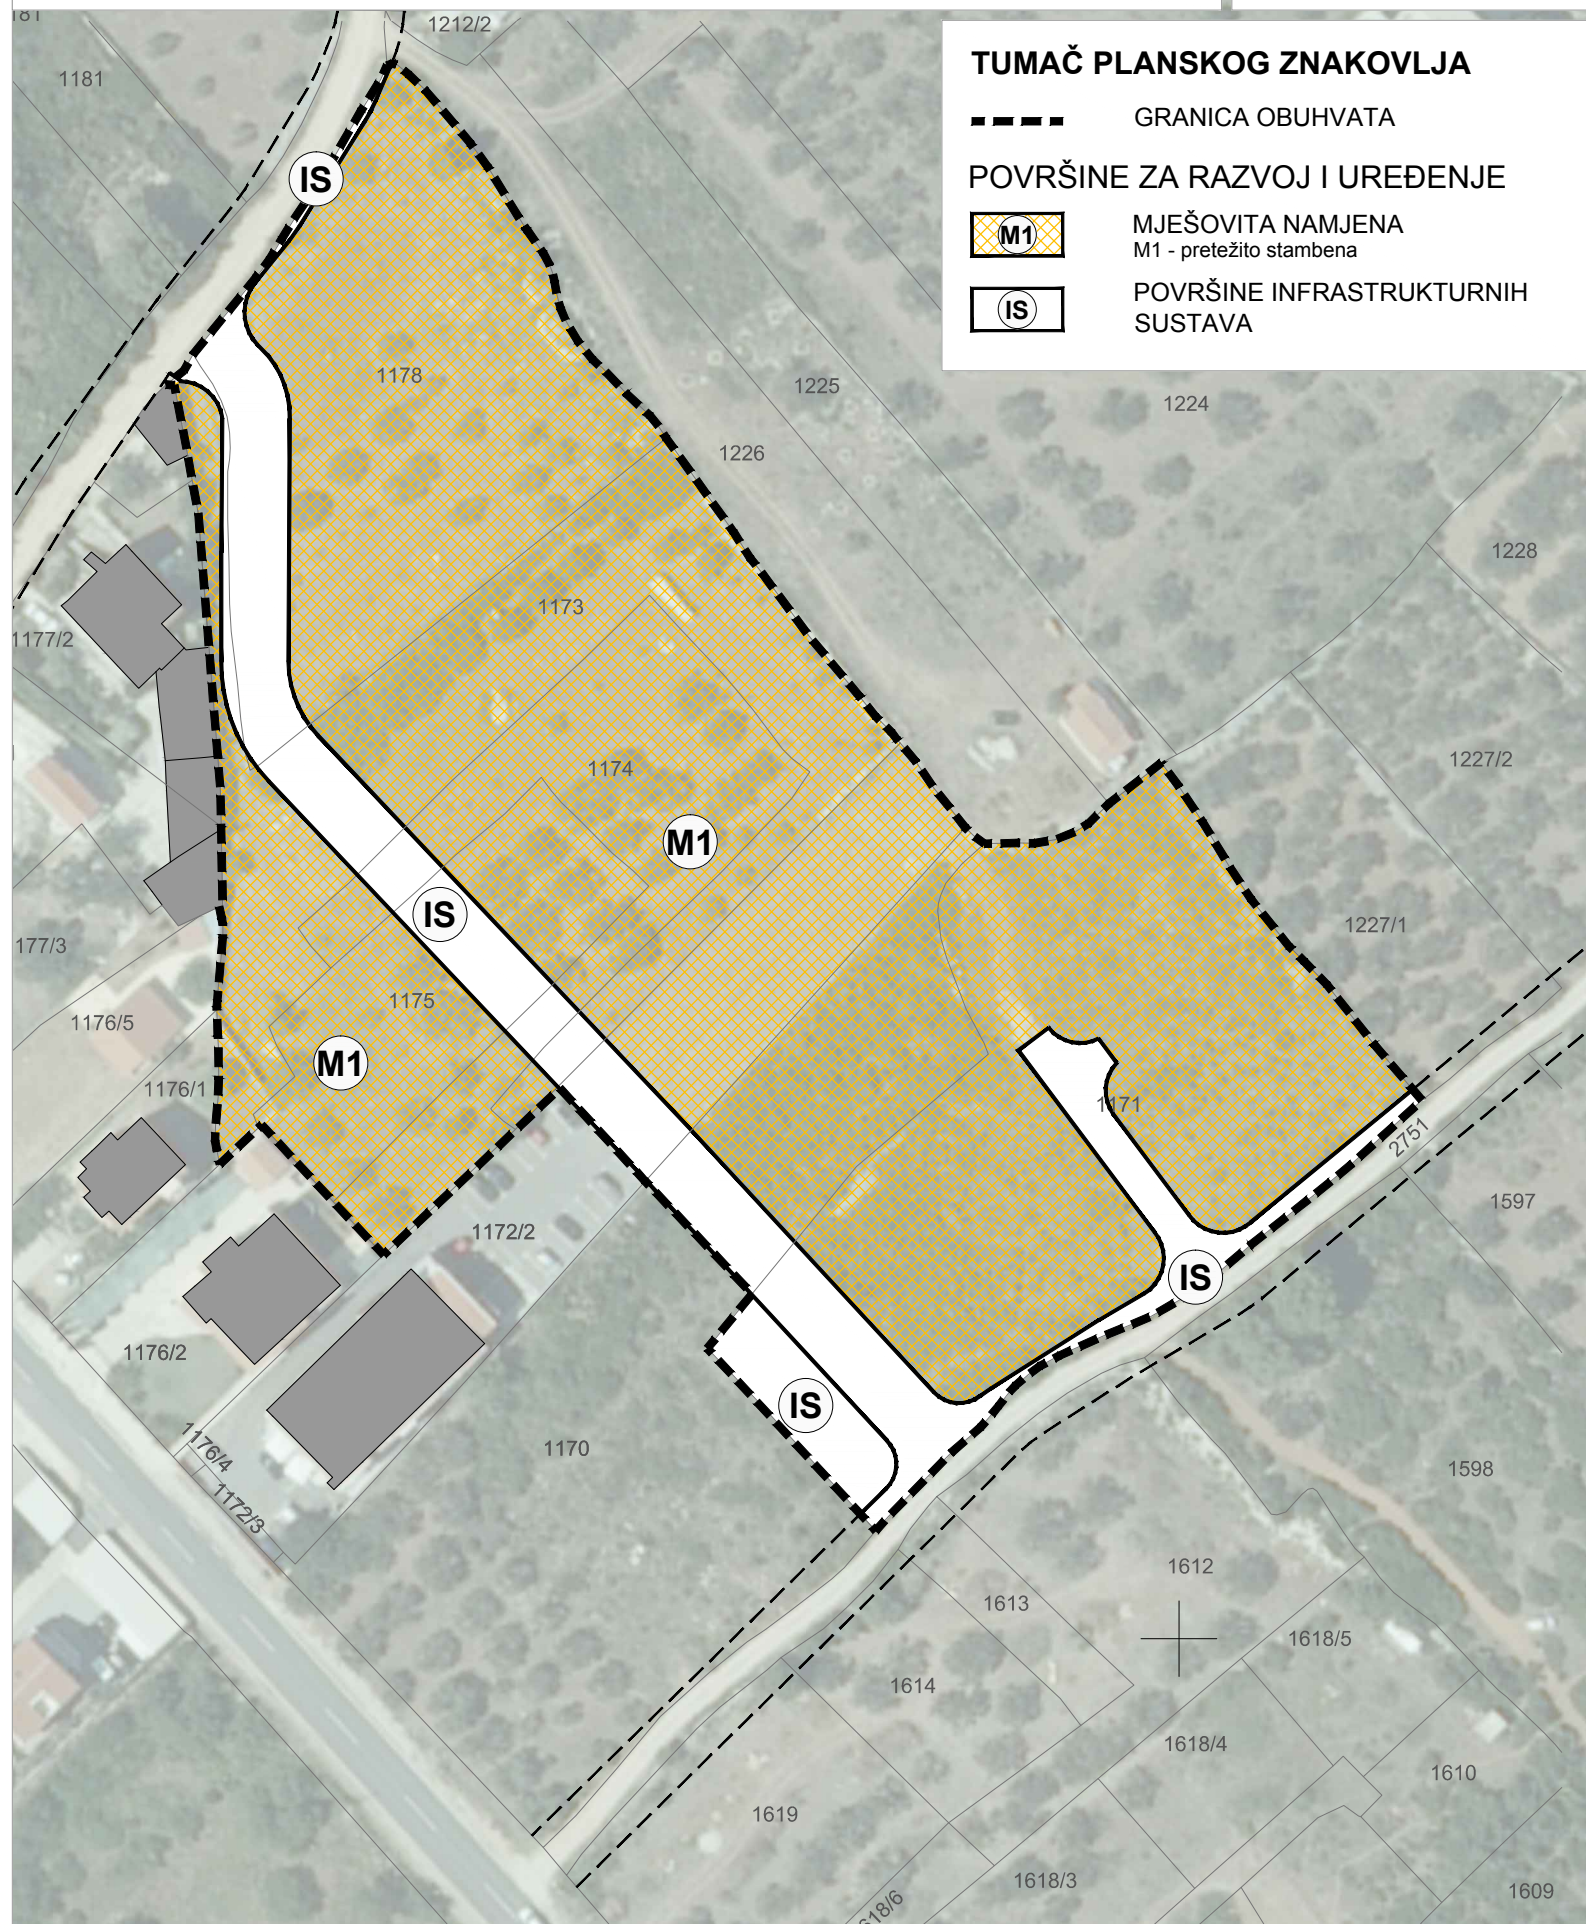 181
1212/2
1181
TUMAČ PLANSKOG ZNAKOVLJA
GRANICA OBUHVATA
POVRŠINE ZA RAZVOJ I UREĐENJE
M1
MJEŠOVITA NAMJENA
M1 - pretežito stambena
IS
POVRŠINE INFRASTRUKTURNIH
SUSTAVA
IS
1178
1225
1224
1226
1228
1173
1177/2
1174
1227/2
M1
IS
1227/1
177/3
1175
1176/5
M1
1176/1
1171
2751
1597
1172/2
IS
1176/2
IS
1170
1176/4
1598
1172/3
1612
1613
1618/5
1614
1618/4
1610
1619
1618/3
1609
618/6